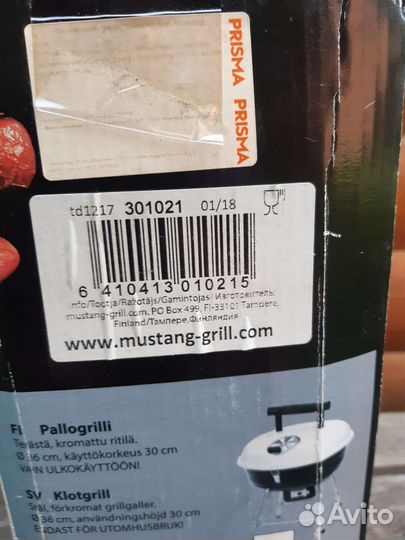 PRISMA PRISMA
td1217 301021 01/18
6 410413 010215
Info/Tootja/Ražotājs/Gamintojas/ Изготовитель:
mustang-grill.com, PO Box 499, FI-33101 Tampere,
Finland/Тампере,Финляндия
www.mustang-grill.com
FI Pallogrilli
Terästä, kromattu ritilä.
Ø 36 cm, käyttökorkeus 30 cm
VAIN ULKOKÄYTTÖÖN!
SV Klotgrill
Stål, förkromat grillgaller.
Ø 36 cm, användningshöjd 30 cm
ENDAST FÖR UTOMHUSBRUK!
Avito